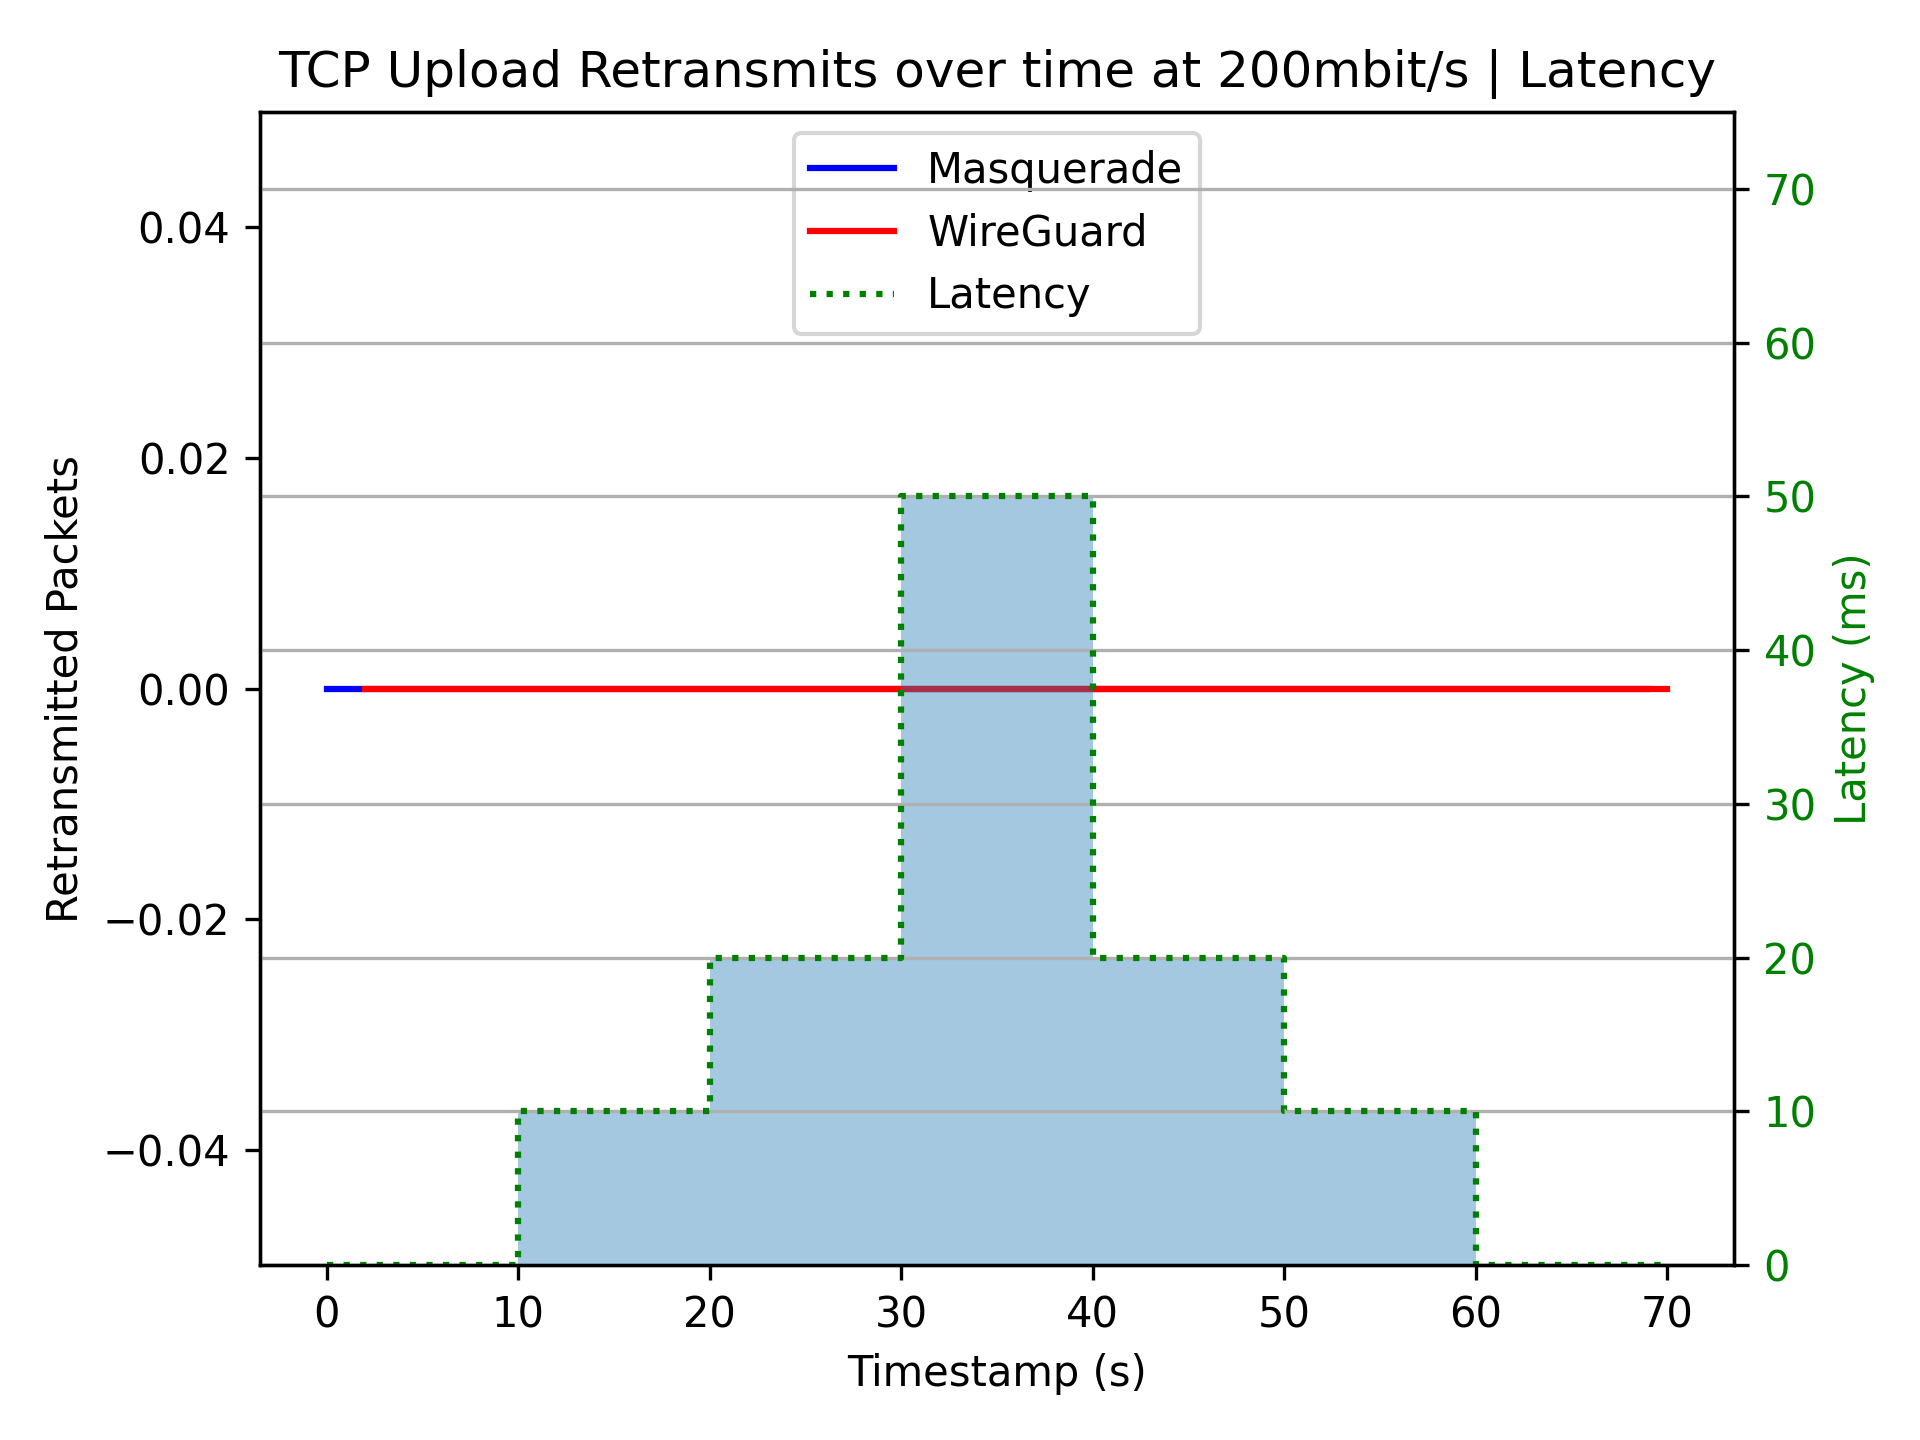 TCP Upload Retransmits over time at 200mbit/s | Latency
Masquerade
WireGuard
Latency
0.04
0.02
0.00
−0.02
−0.04
Retransmitted Packets
70
60
50
40
30
20
10
0
Latency (ms)
0 10 20 30 40 50 60 70
Timestamp (s)